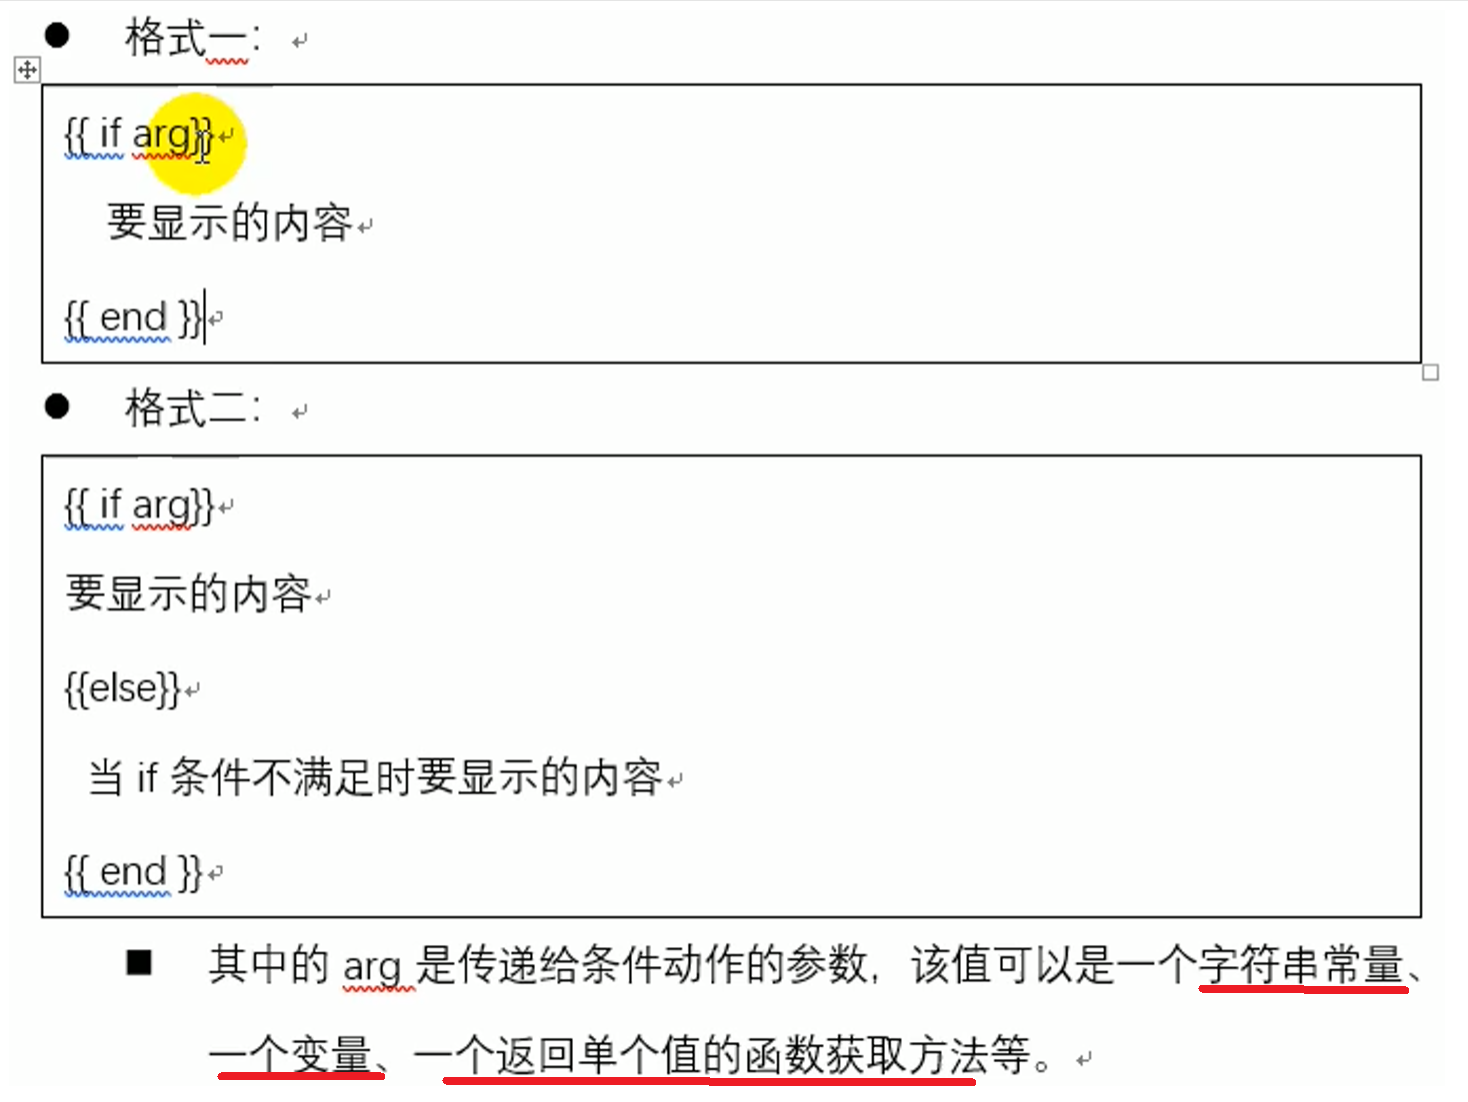 格式一：
{{ if arg}}
要显示的内容
{{ end }}
格式二：
{{ if arg}}
要显示的内容
{{else}}
当 if 条件不满足时要显示的内容
{{ end }}
其中的 arg 是传递给条件动作的参数，该值可以是一个字符串常量、
一个变量、一个返回单个值的函数获取方法等。